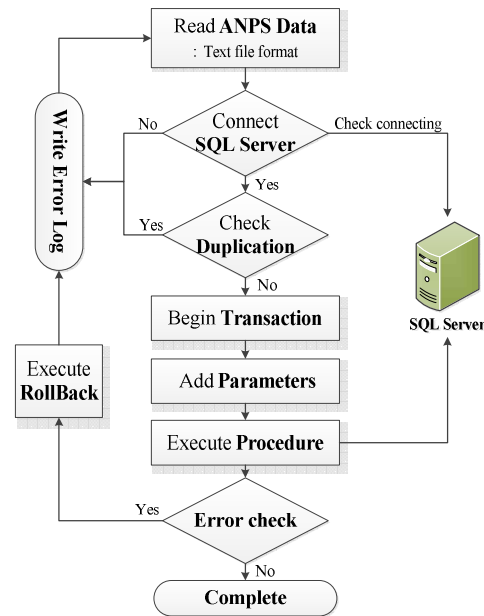 Read ANPS Data
: Text file format
No
Connect
SQL Server
Check connecting
Write Error Log
Yes
Yes
Check
Duplication
No
Begin Transaction
SQL Server
Execute
RollBack
Add Parameters
Execute Procedure
Yes
Error check
No
Complete